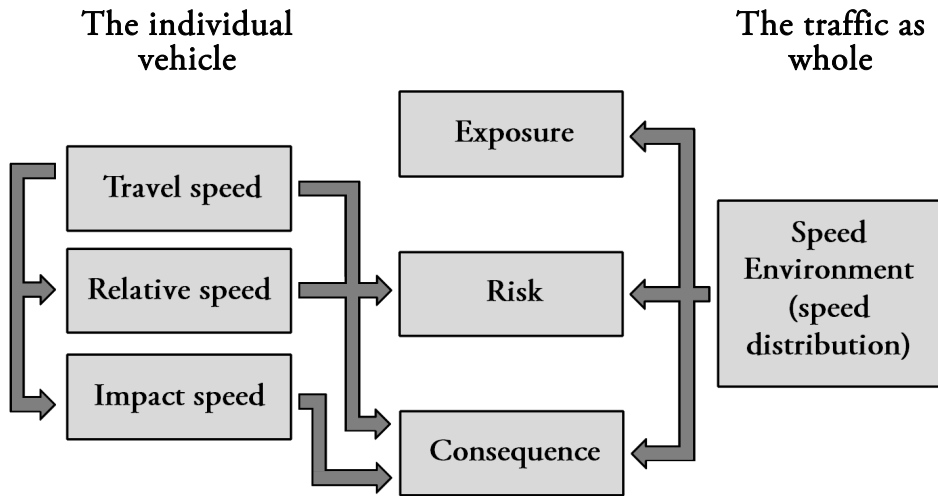 The individual
vehicle
The traffic as
whole
Exposure
Travel speed
Relative speed
Risk
Impact speed
Consequence
Speed
Environment
(speed
distribution)